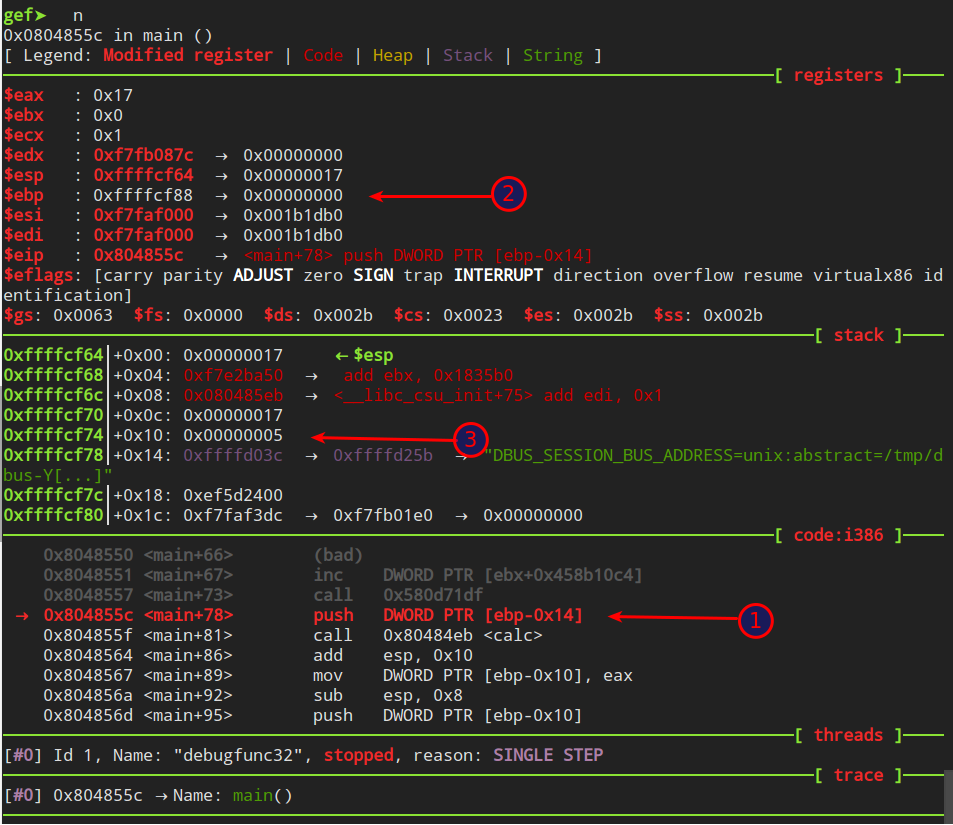 gef➤  n
0x0804855c in main ()
[ Legend: Modified register | Code | Heap | Stack | String ]
[ registers ]
$eax   : 0x17
$ebx   : 0x0
$ecx   : 0x1
$edx   : 0xf7fb087c  →  0x00000000
$esp   : 0xffffcf64  →  0x00000017
$ebp   : 0xffffcf88  →  0x00000000 2
$esi   : 0xf7faf000  →  0x001b1db0
$edi   : 0xf7faf000  →  0x001b1db0
$eip   : 0x804855c   →  <main+78> push DWORD PTR [ebp-0x14]
$eflags: [carry parity ADJUST zero SIGN trap INTERRUPT direction overflow resume virtualx86 id
entification]
$gs: 0x0063  $fs: 0x0000  $ds: 0x002b  $cs: 0x0023  $es: 0x002b  $ss: 0x002b
[ stack ]
0xffffcf64│+0x00: 0x00000017     ← $esp
0xffffcf68│+0x04: 0xf7e2ba50  →   add ebx, 0x1835b0
0xffffcf6c│+0x08: 0x080485eb  →  <__libc_csu_init+75> add edi, 0x1
0xffffcf70│+0x0c: 0x00000017
0xffffcf74│+0x10: 0x00000005 3
0xffffcf78│+0x14: 0xffffd03c  →  0xffffd25b  →  "DBUS_SESSION_BUS_ADDRESS=unix:abstract=/tmp/d
bus-Y[...]"
0xffffcf7c│+0x18: 0xef5d2400
0xffffcf80│+0x1c: 0xf7faf3dc  →  0xf7fb01e0  →  0x00000000
[ code:i386 ]
0x8048550 <main+66>        (bad)
0x8048551 <main+67>        inc    DWORD PTR [ebx+0x458b10c4]
0x8048557 <main+73>        call   0x580d71df
→ 0x804855c <main+78>        push   DWORD PTR [ebp-0x14] 1
0x804855f <main+81>        call   0x80484eb <calc>
0x8048564 <main+86>        add    esp, 0x10
0x8048567 <main+89>        mov    DWORD PTR [ebp-0x10], eax
0x804856a <main+92>        sub    esp, 0x8
0x804856d <main+95>        push   DWORD PTR [ebp-0x10]
[ threads ]
[#0] Id 1, Name: "debugfunc32", stopped, reason: SINGLE STEP
[ trace ]
[#0] 0x804855c → Name: main()